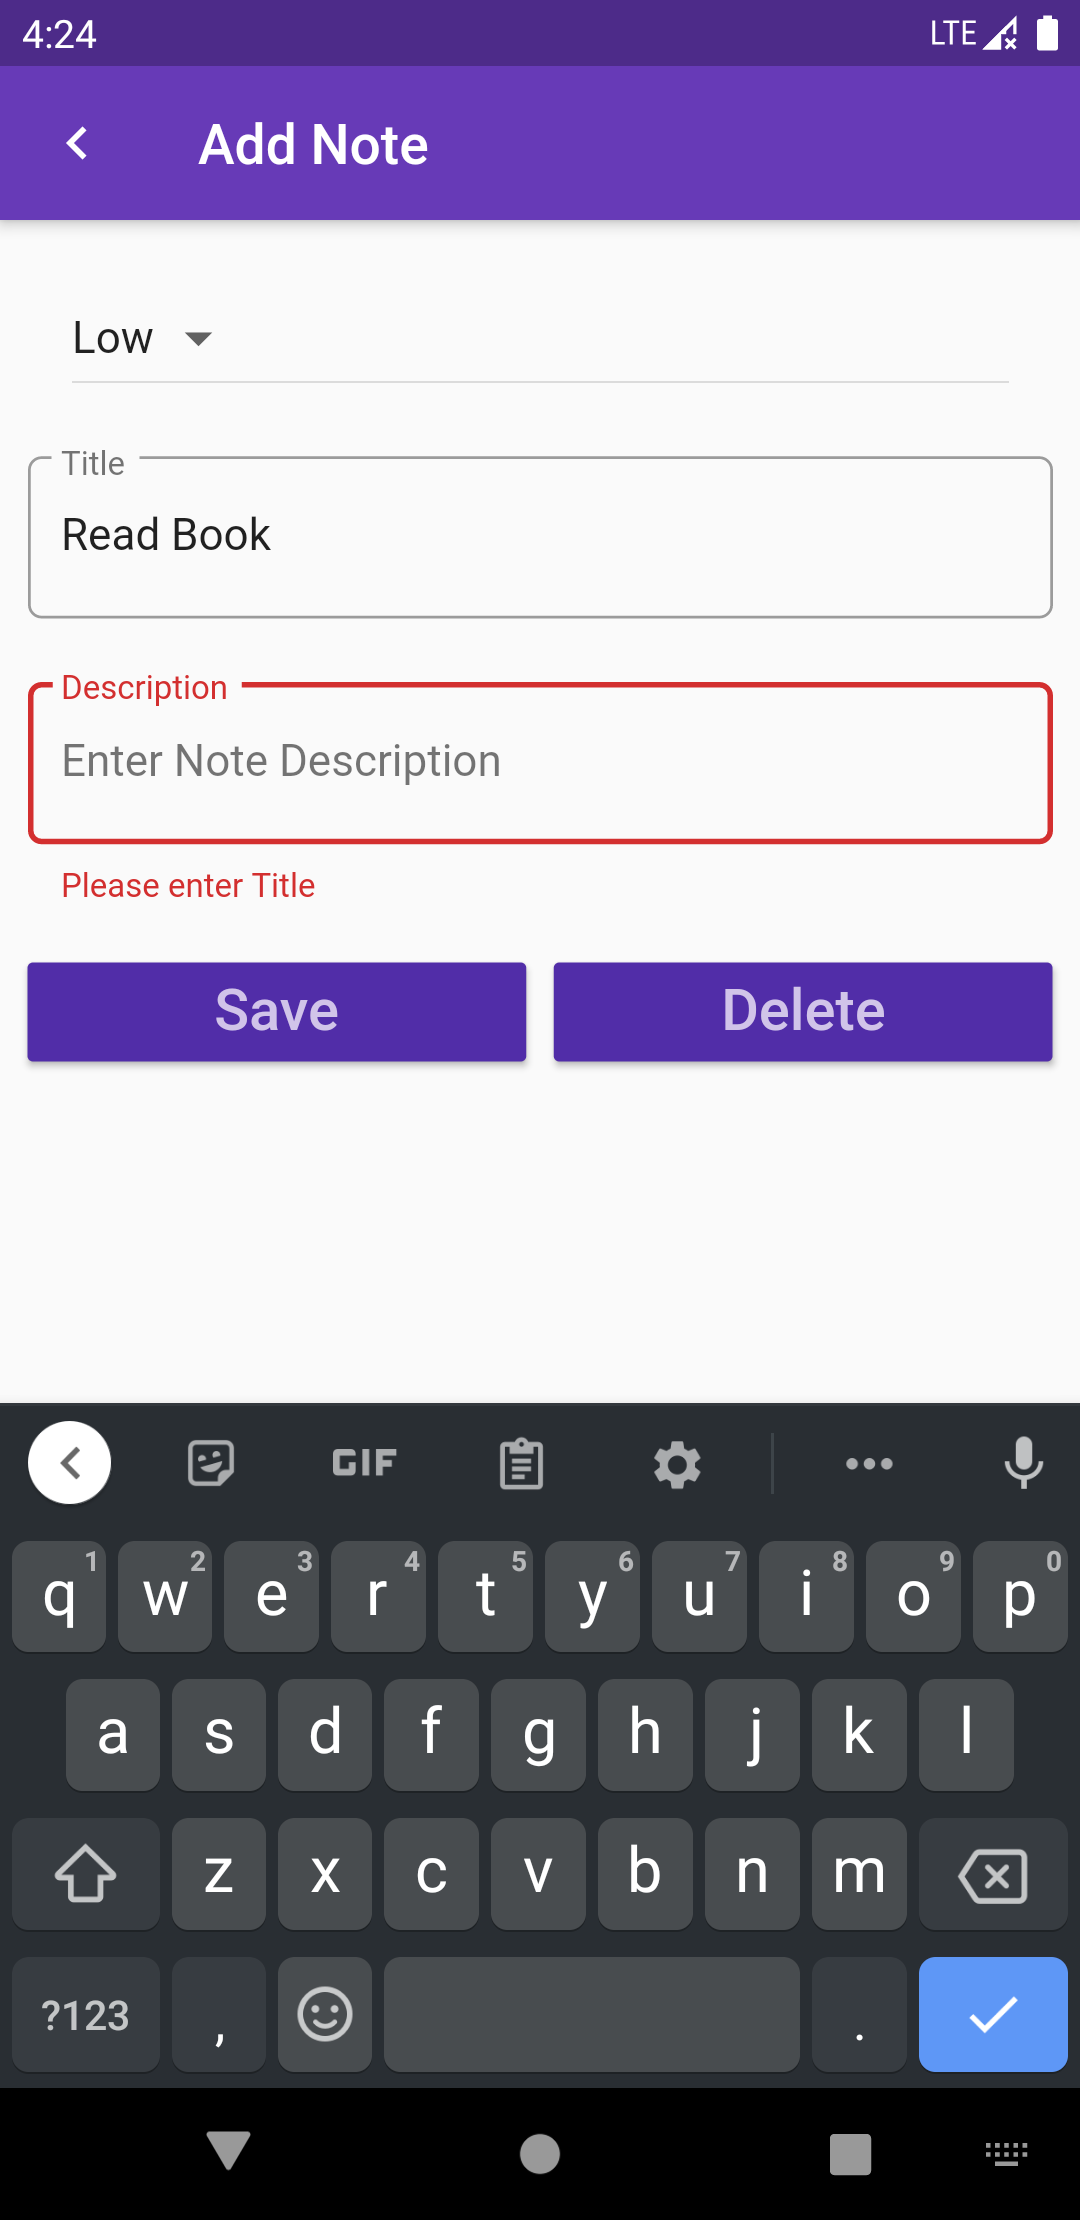 4:24 LTE
Add Note
Low
Title
Read Book
Description
Enter Note Description
Please enter Title
Save Delete
GIF
q 1 w 2 e 3 r 4 t 5 y 6 u 7 i 8 o 9 p 0
a s d f g h j k l
z x c v b n m
?123 , .